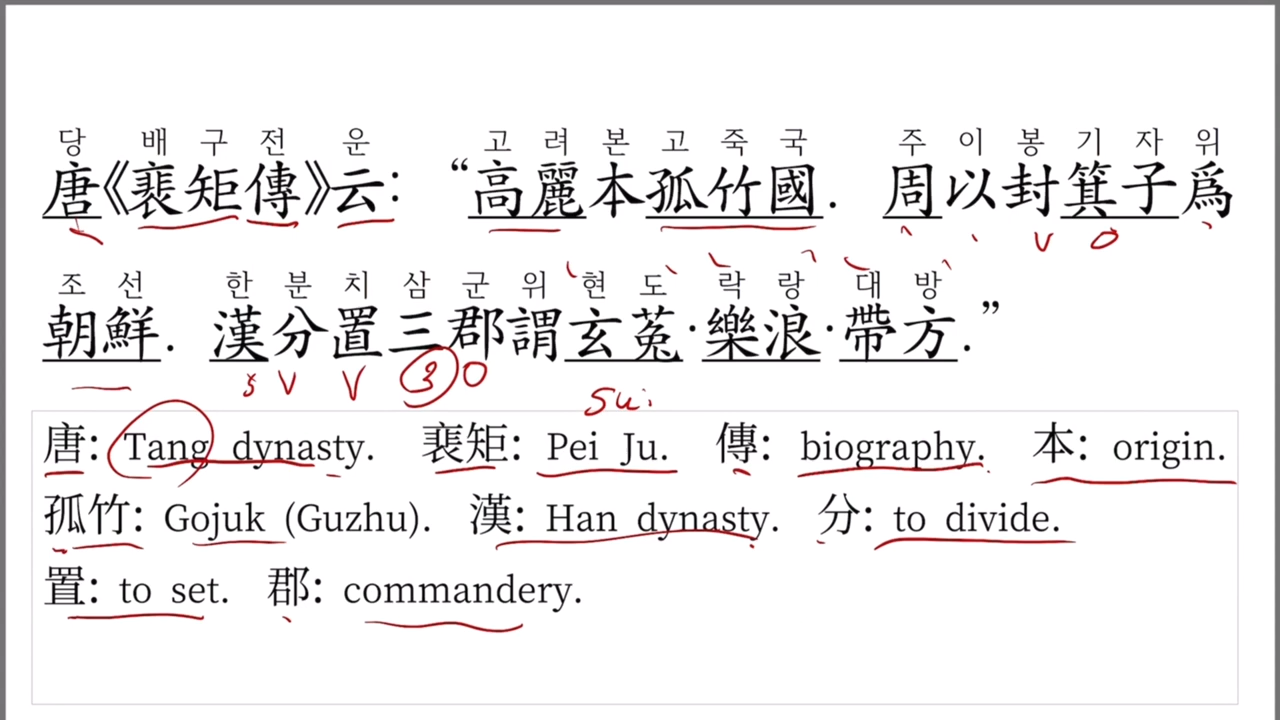 당 배 구 전 운 고 려 본 고 죽 국 주 이 봉 기 자 위
唐《裴矩傳》云: “高麗本孤竹國. 周以封箕子爲
조 선 한 분 치 삼 군 위 현 도 락 랑 대 방
朝鮮. 漢分置三郡謂玄菟·樂浪·帶方.”
3
Sui
唐: Tang dynasty. 裴矩: Pei Ju. 傳: biography. 本: origin.
孤竹: Gojuk (Guzhu). 漢: Han dynasty. 分: to divide.
置: to set. 郡: commandery.